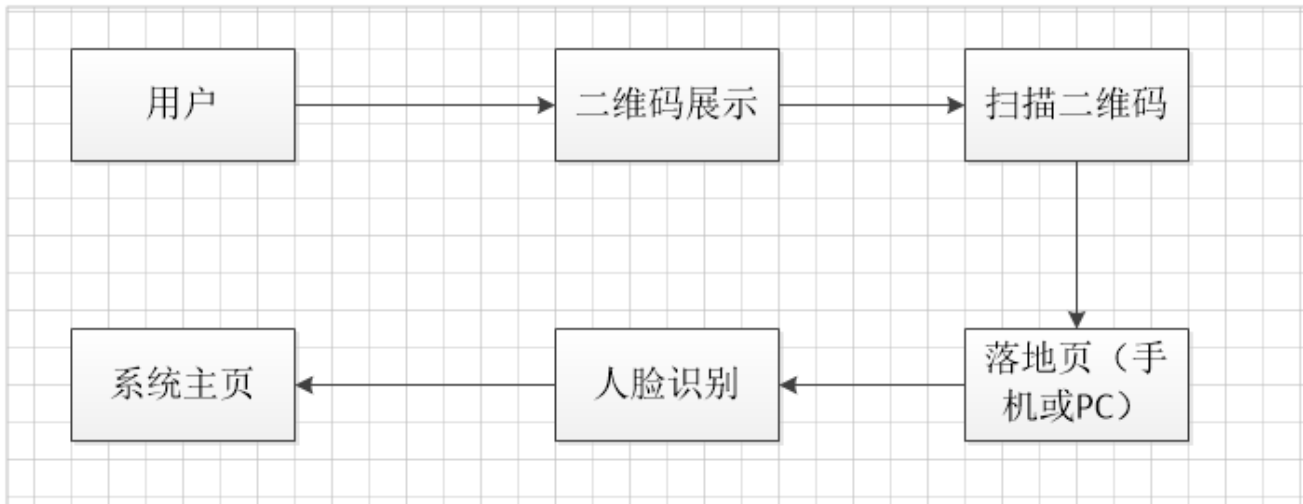 用户
二维码展示
扫描二维码
系统主页
人脸识别
落地页（手
机或PC）